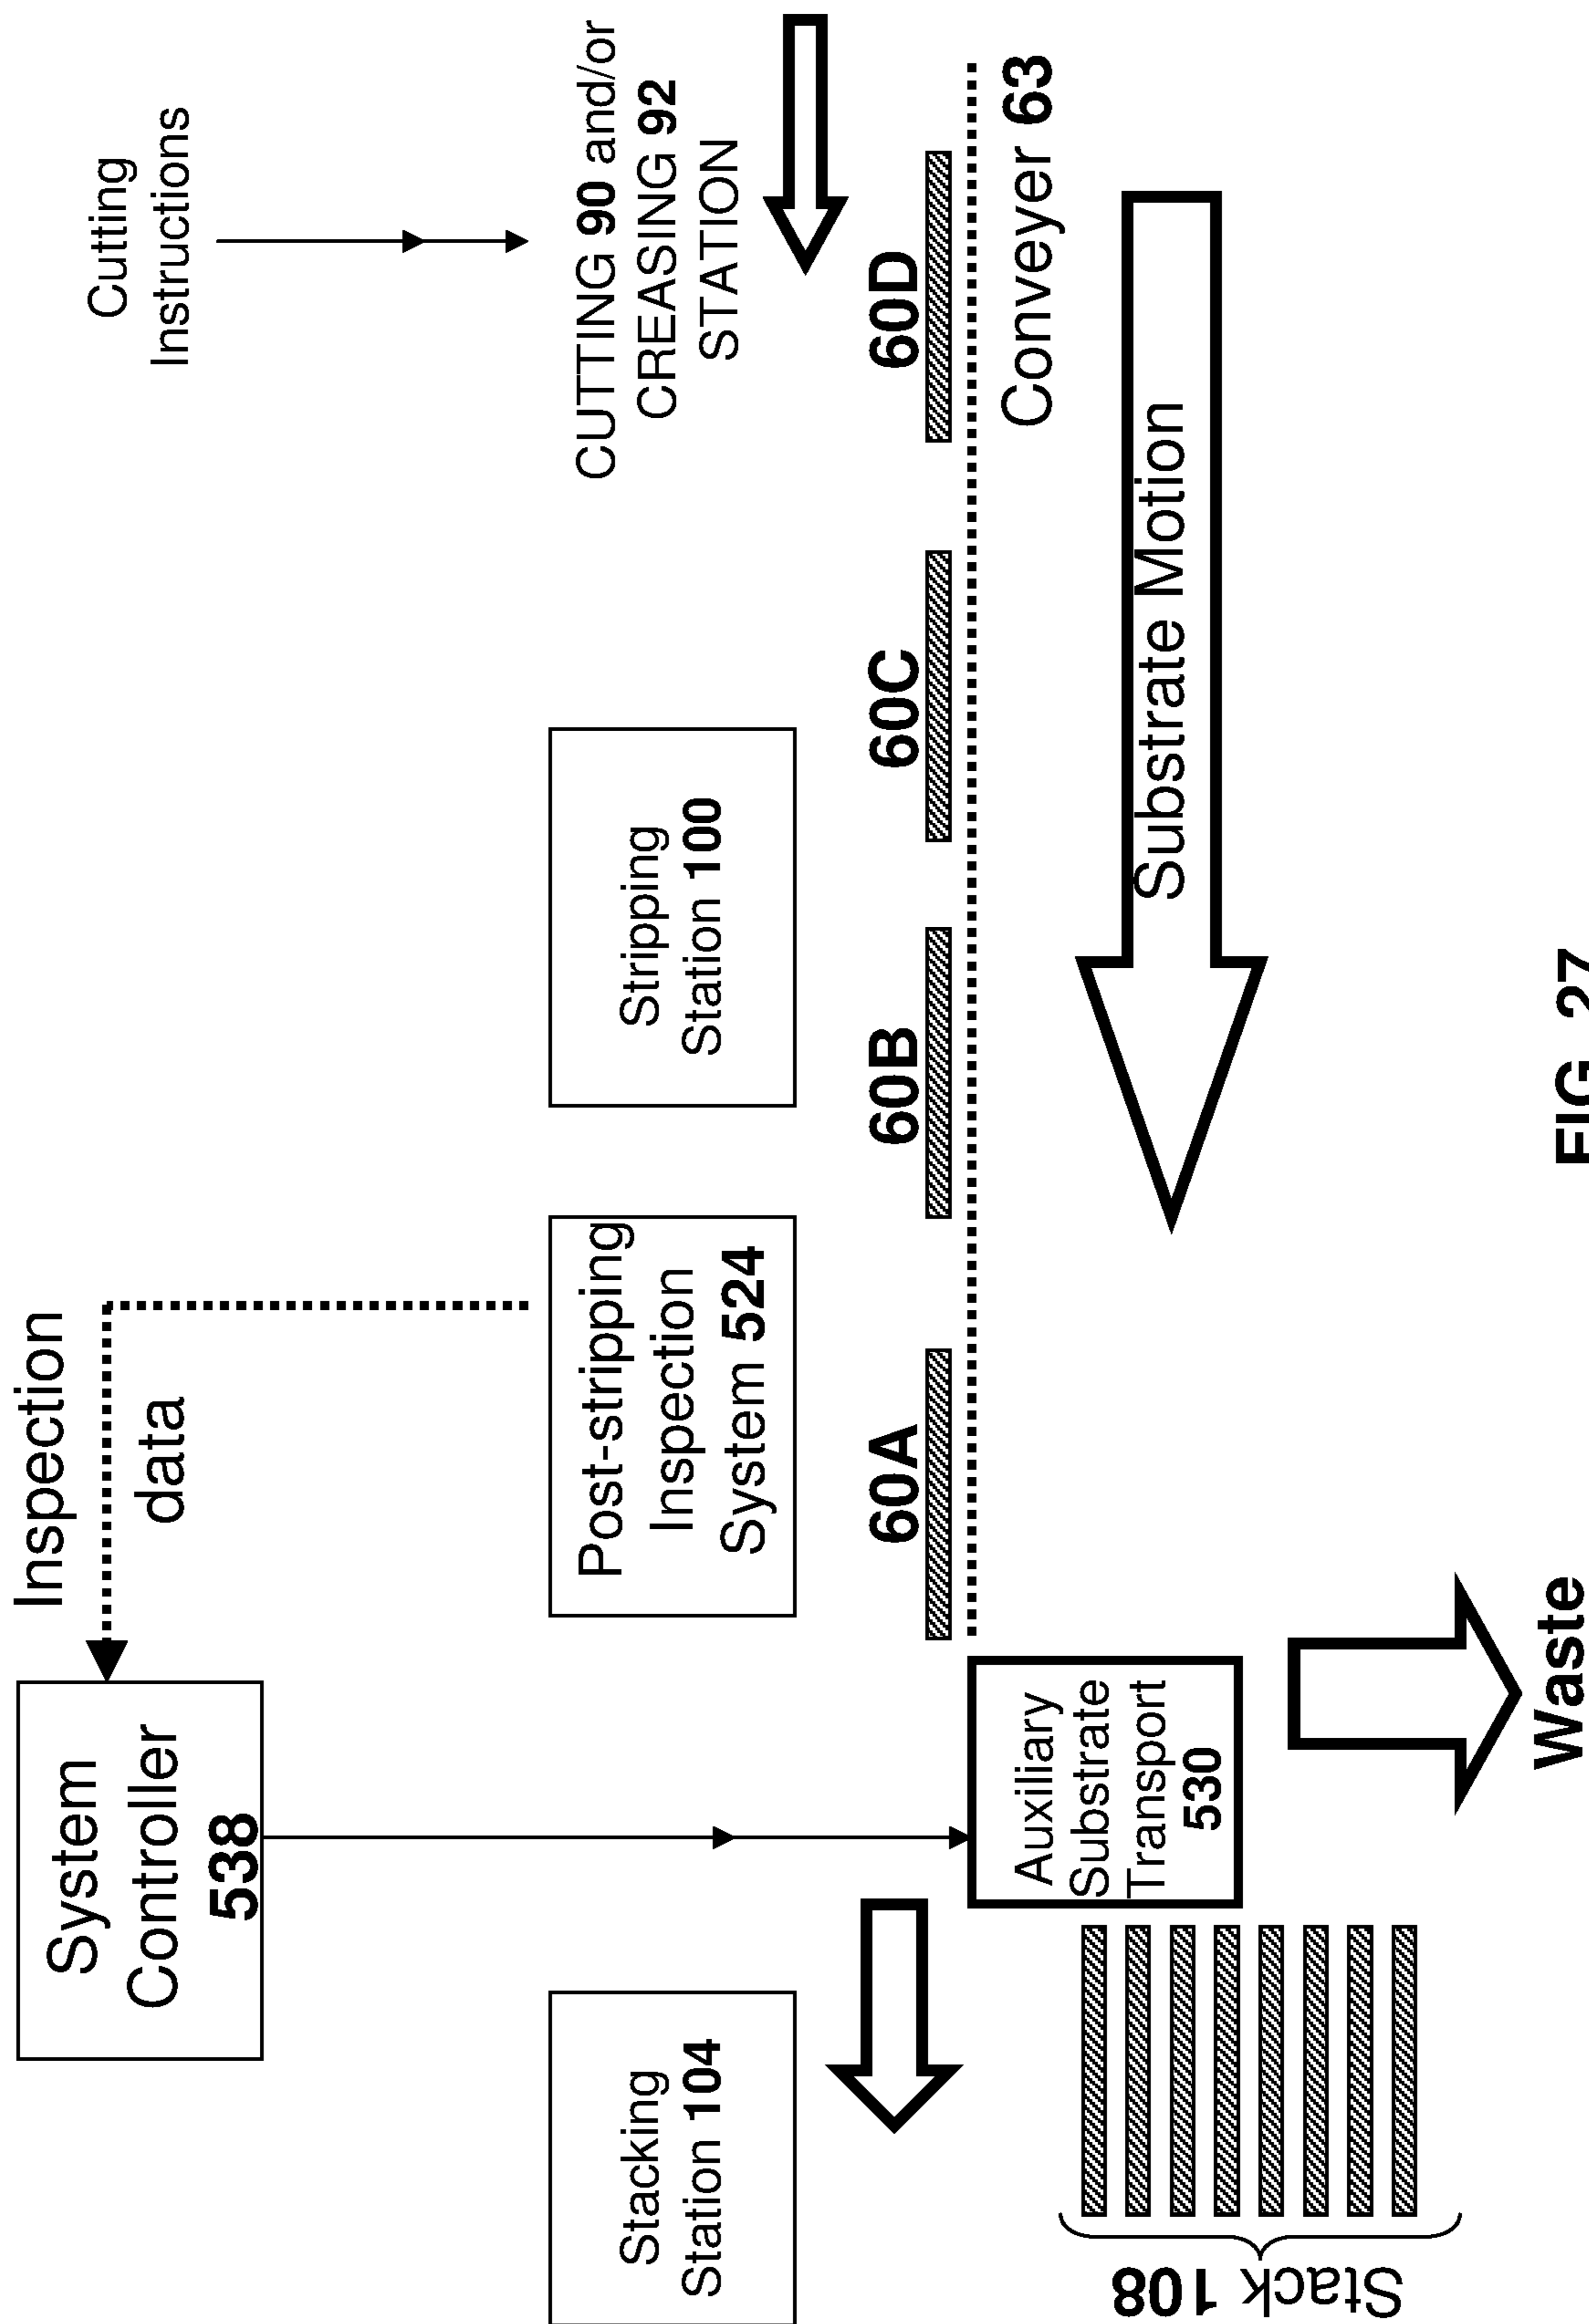 Inspection
data
System
Controller
538
Cutting
Instructions
Stacking
Station 104
Post-stripping
Inspection
System 524
Stripping
Station 100
CUTTING 90 and/or
CREASING 92
STATION
60A
60B
60C
60D
Conveyer 63
Auxiliary
Substrate
Transport
530
Substrate Motion
Stack 108
Waste
FIG. 27